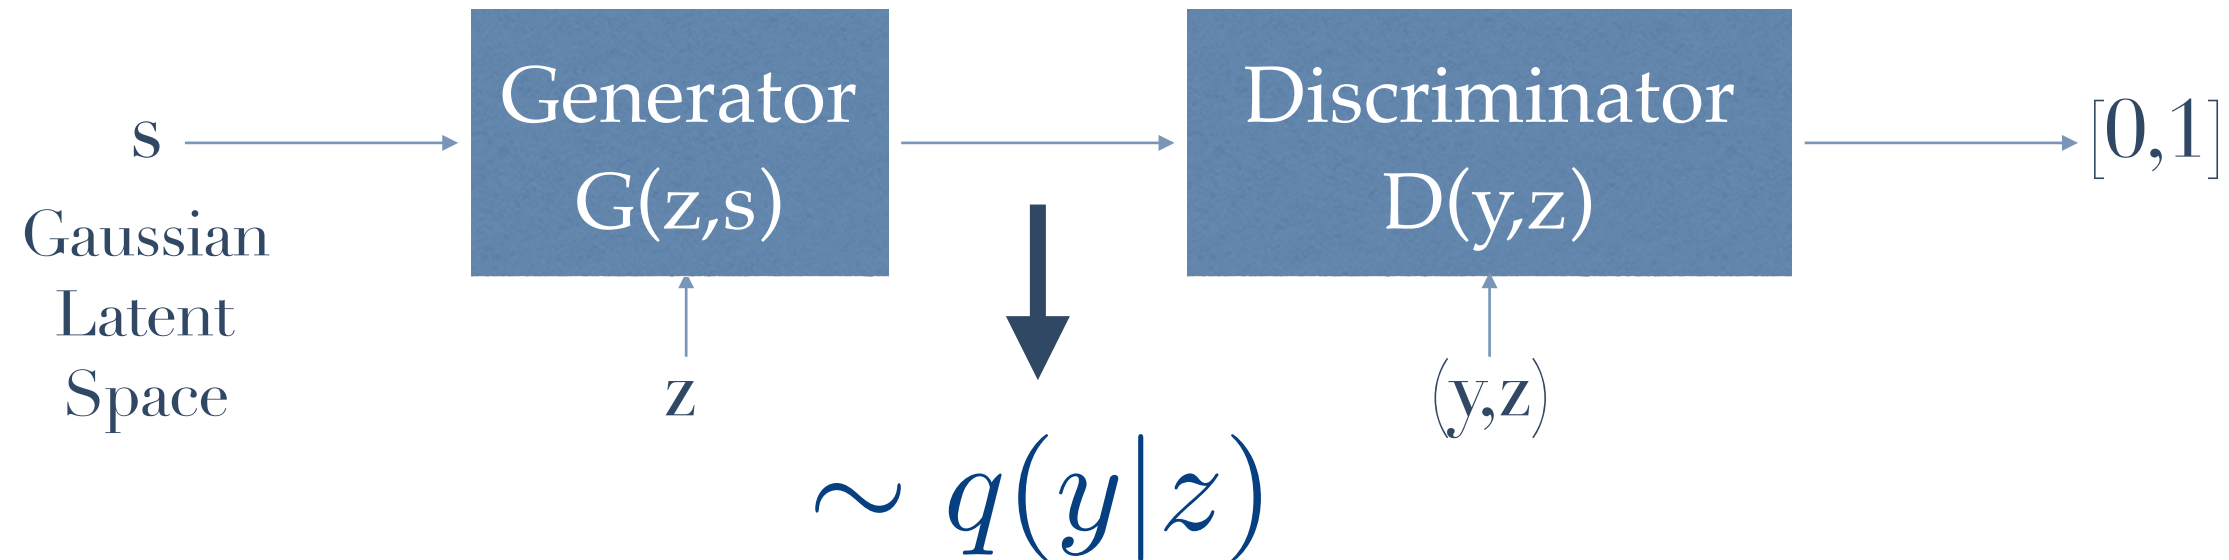 s
Gaussian
Latent
Space
Generator
G(z,s)
z
∼ q(y|z)
Discriminator
D(y,z)
(y,z)
[0,1]